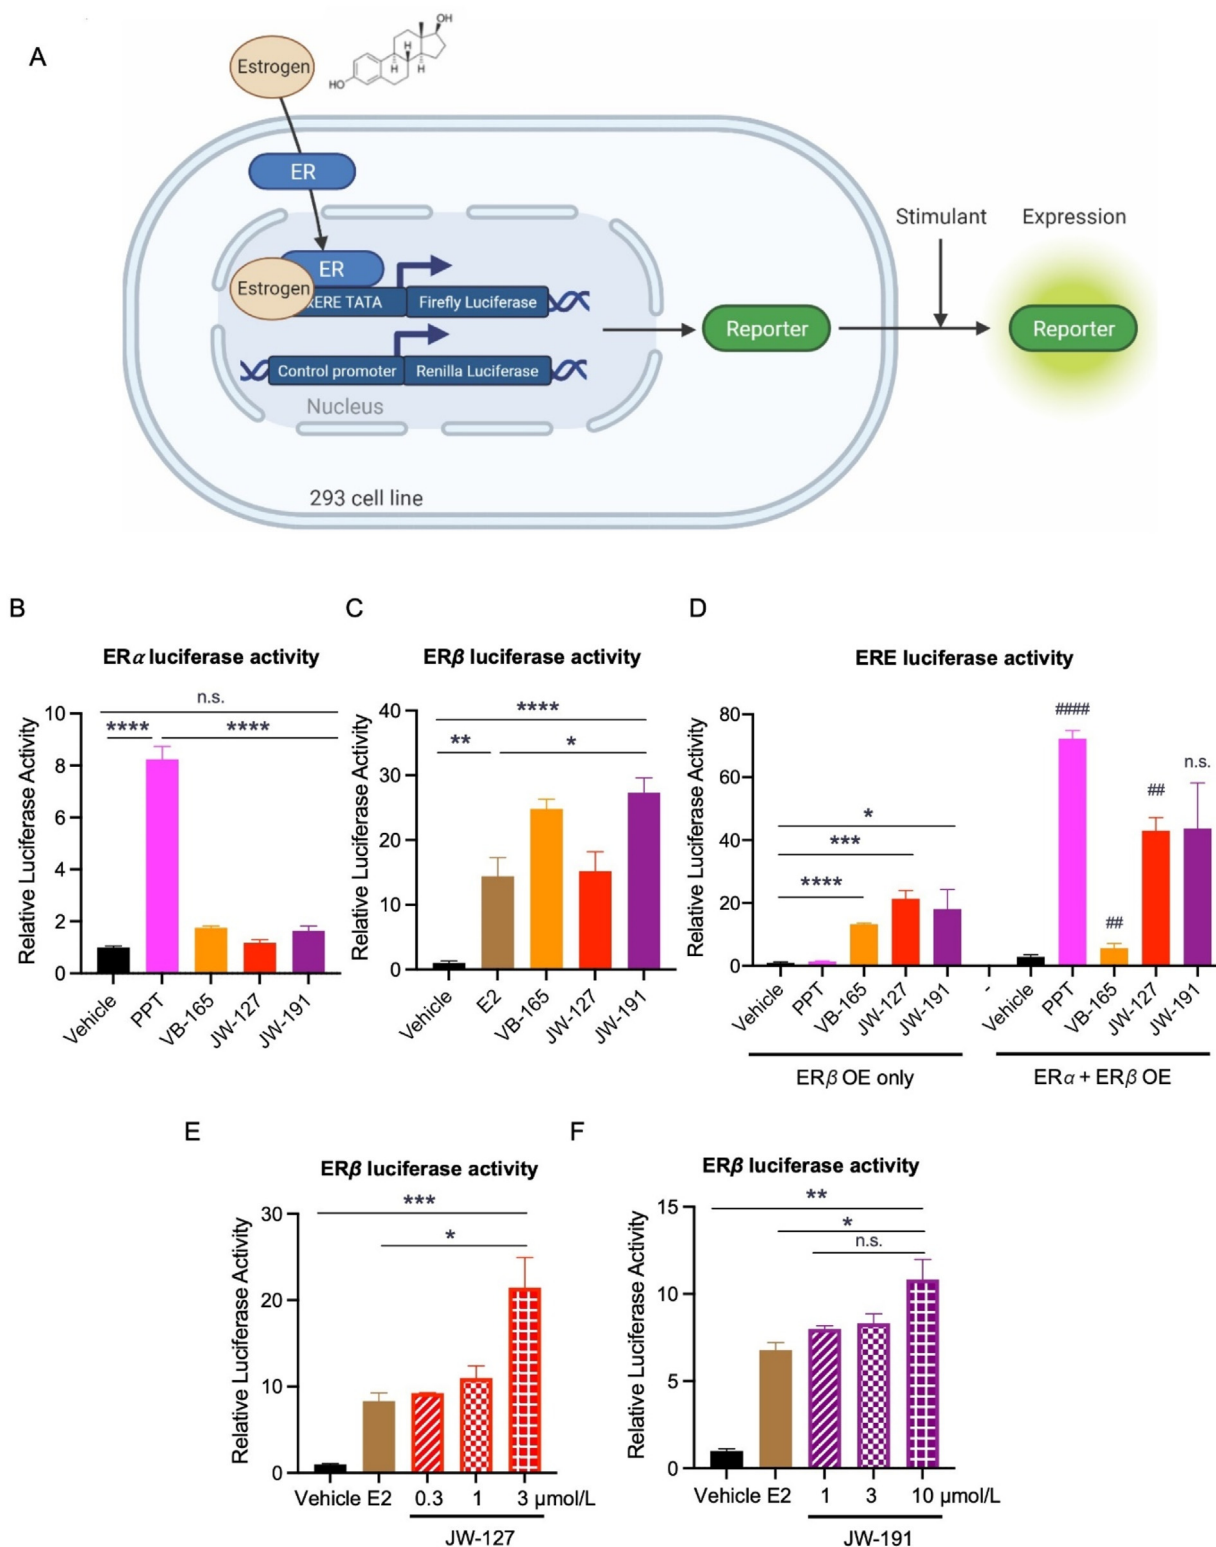 A
Estrogen
OH
H
H
H
HO
ER
ER
Estrogen
ERE TATA
Firefly Luciferase
Control promoter
Renilla Luciferase
Nucleus
293 cell line
Reporter
Stimulant
Expression
Reporter
B
ERα luciferase activity
n.s.
****
****
Relative Luciferase Activity
10
8
6
4
2
0
Vehicle
PPT
VB-165
JW-127
JW-191
C
ERβ luciferase activity
****
**
*
Relative Luciferase Activity
40
30
20
10
0
Vehicle
E2
VB-165
JW-127
JW-191
D
ERE luciferase activity
Relative Luciferase Activity
80
60
40
20
0
*
***
****
####
##
##
n.s.
Vehicle
PPT
VB-165
JW-127
JW-191
-
Vehicle
PPT
VB-165
JW-127
JW-191
ERβ OE only
ERα + ERβ OE
E
ERβ luciferase activity
***
*
Relative Luciferase Activity
30
20
10
0
Vehicle E2 0.3 1 3 μmol/L
JW-127
F
ERβ luciferase activity
**
*
n.s.
Relative Luciferase Activity
15
10
5
0
Vehicle E2 1 3 10 μmol/L
JW-191